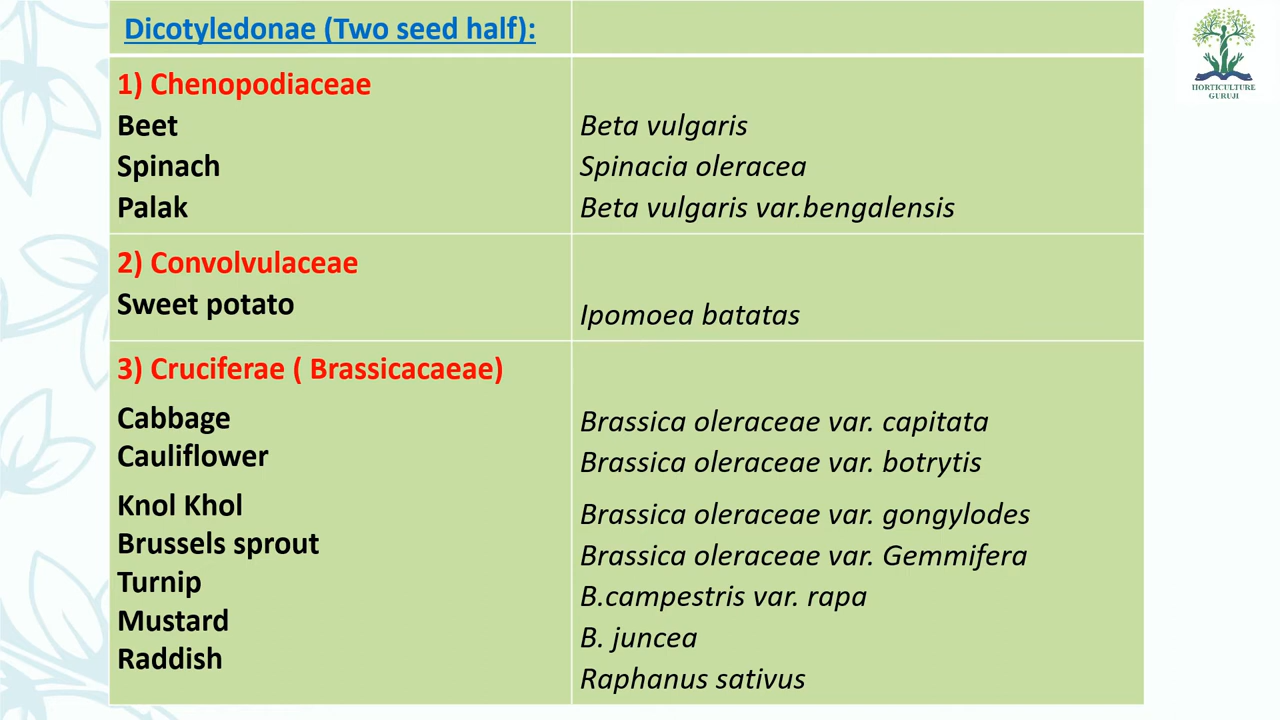 Dicotyledonae (Two seed half):
1) Chenopodiaceae
Beet Beta vulgaris
Spinach Spinacia oleracea
Palak Beta vulgaris var.bengalensis
2) Convolvulaceae
Sweet potato Ipomoea batatas
3) Cruciferae ( Brassicacaeae)
Cabbage Brassica oleraceae var. capitata
Cauliflower Brassica oleraceae var. botrytis
Knol Khol Brassica oleraceae var. gongylodes
Brussels sprout Brassica oleraceae var. Gemmifera
Turnip B.campestris var. rapa
Mustard B. juncea
Raddish Raphanus sativus
HORTICULTURE
GURUJI